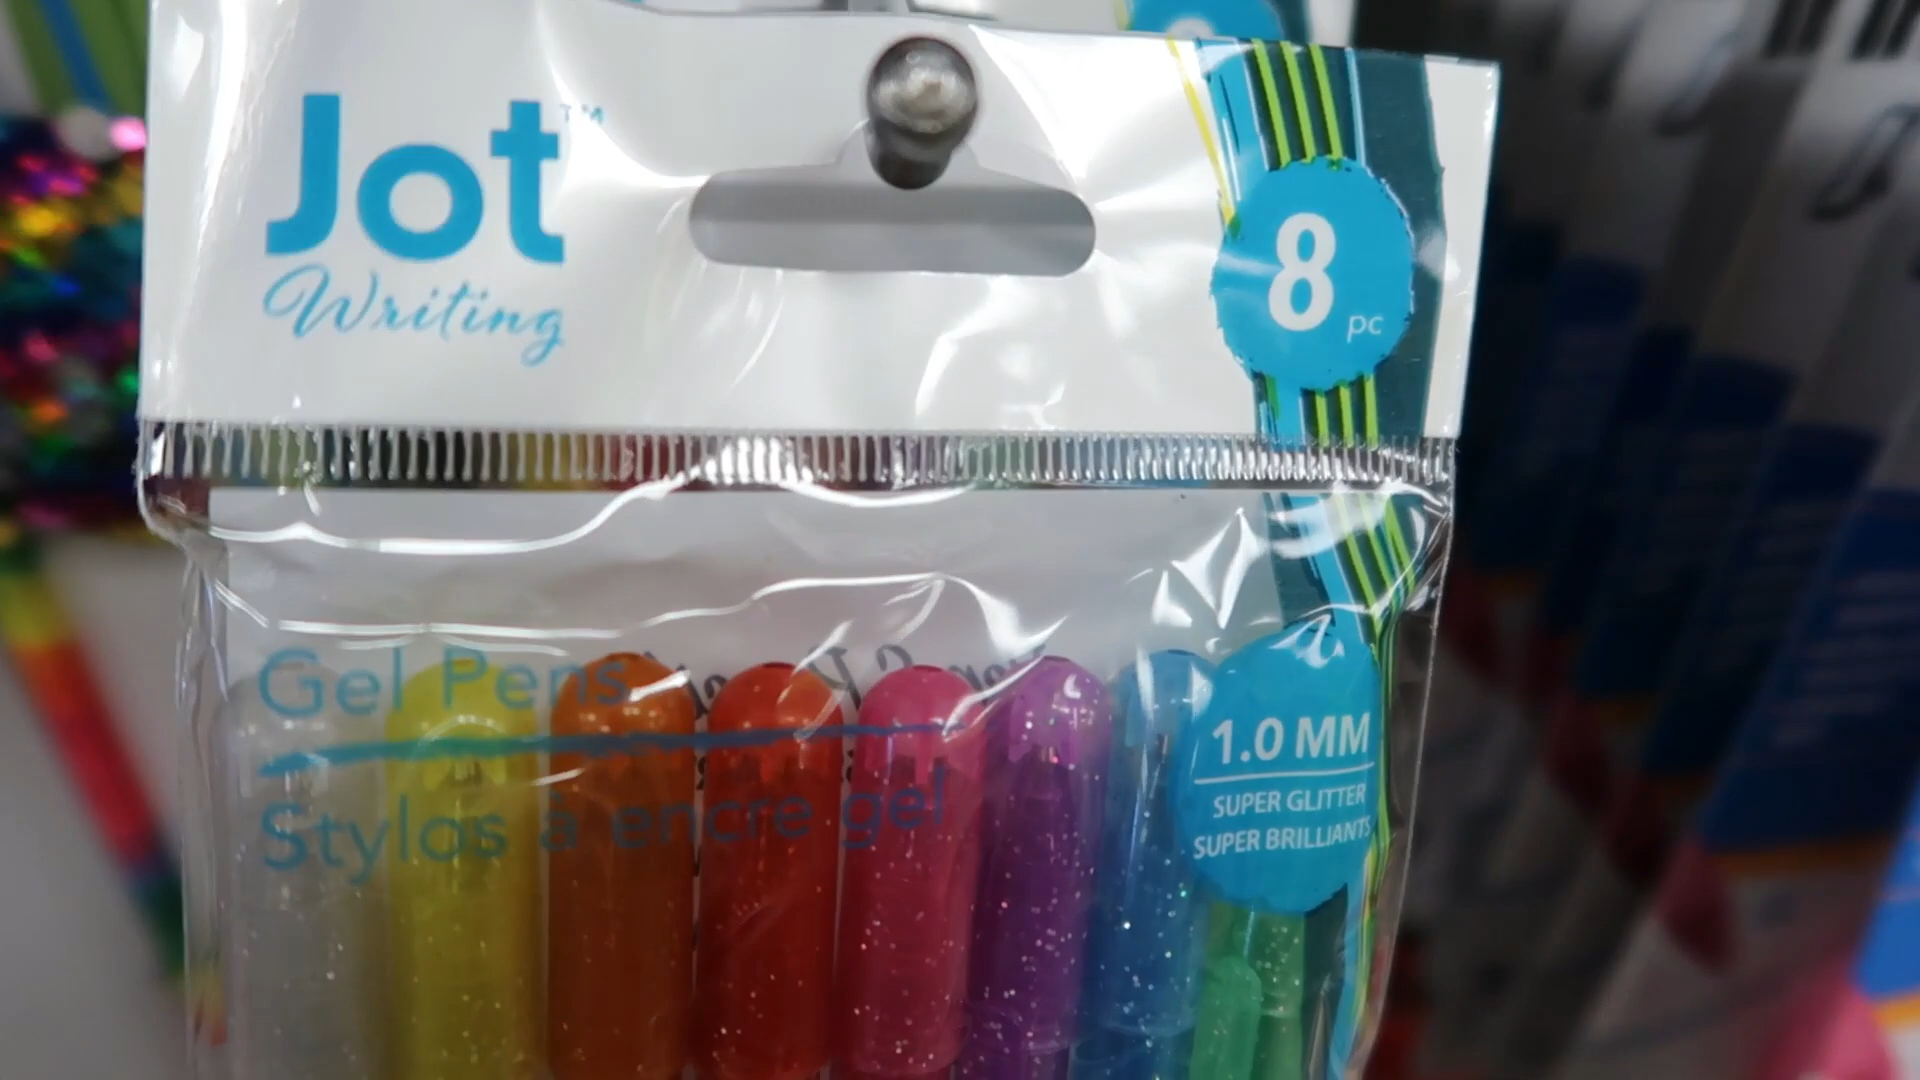 Jot™
Writing
8 pc
Gel Pens
Stylos à encre gel
1.0 MM
SUPER GLITTER
SUPER BRILLIANTS